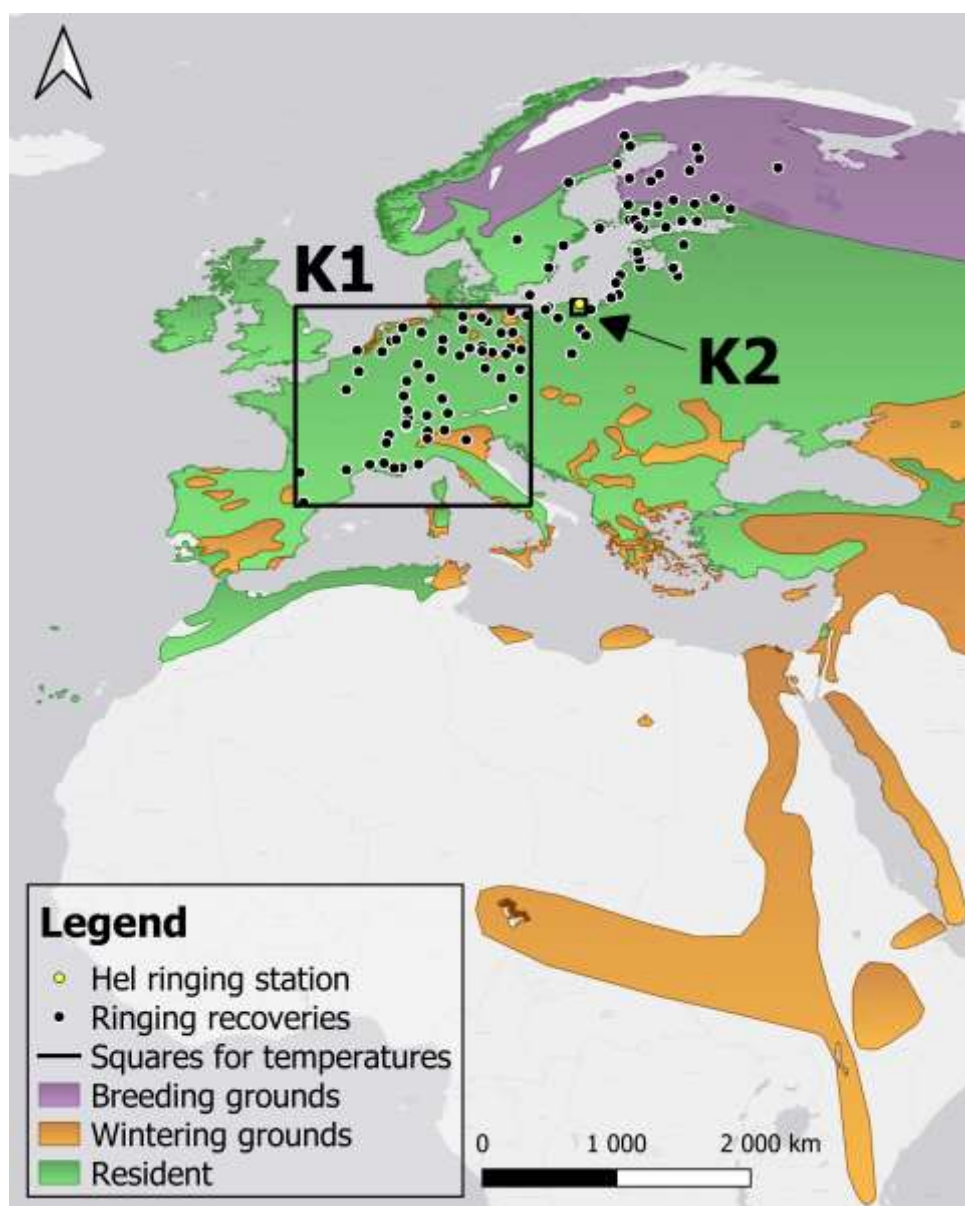 K1
K2
Legend
Hel ringing station
Ringing recoveries
Squares for temperatures
Breeding grounds
Wintering grounds
Resident
0 1 000 2 000 km